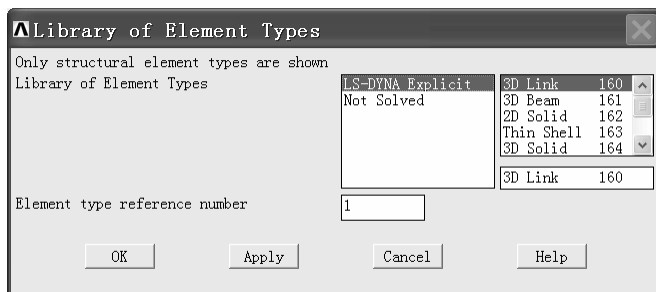 Library of Element Types
Only structural element types are shown
Library of Element Types
LS-DYNA Explicit
Not Solved
3D Link 160
3D Beam 161
2D Solid 162
Thin Shell 163
3D Solid 164
3D Link 160
Element type reference number
1
OK Apply Cancel Help